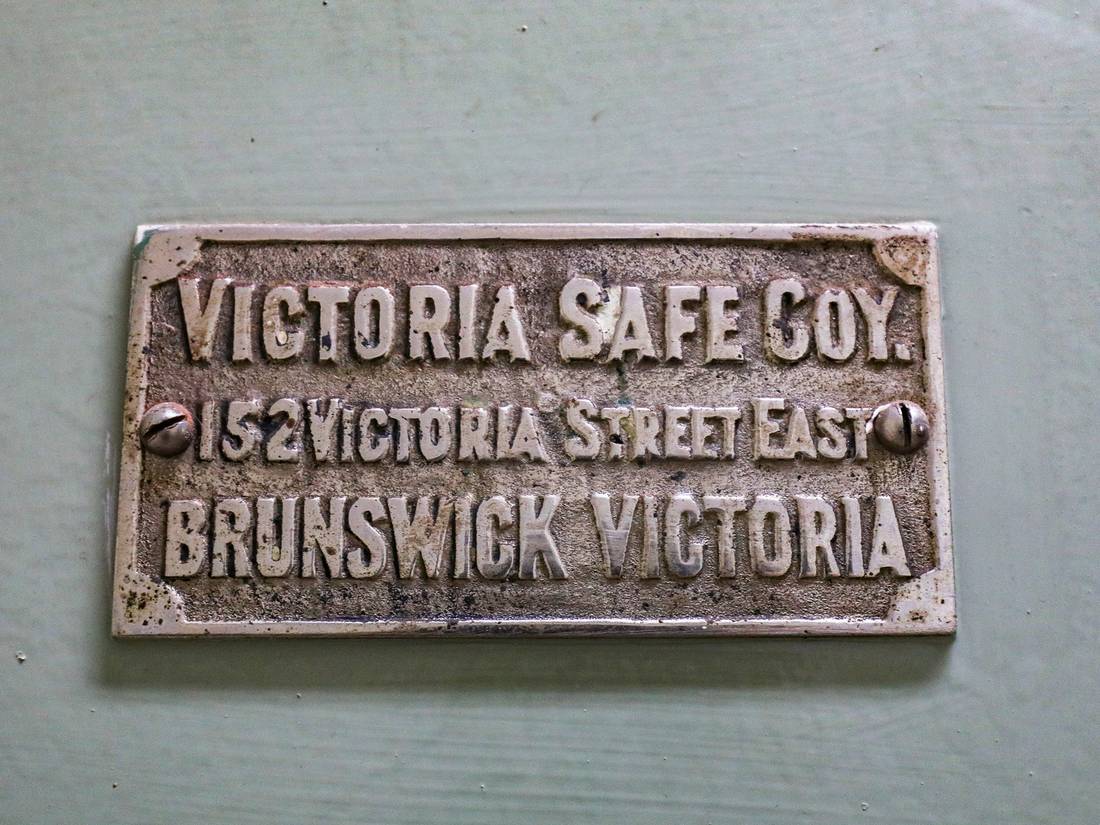 VICTORIA SAFE COY.
152 VICTORIA STREET EAST
BRUNSWICK VICTORIA